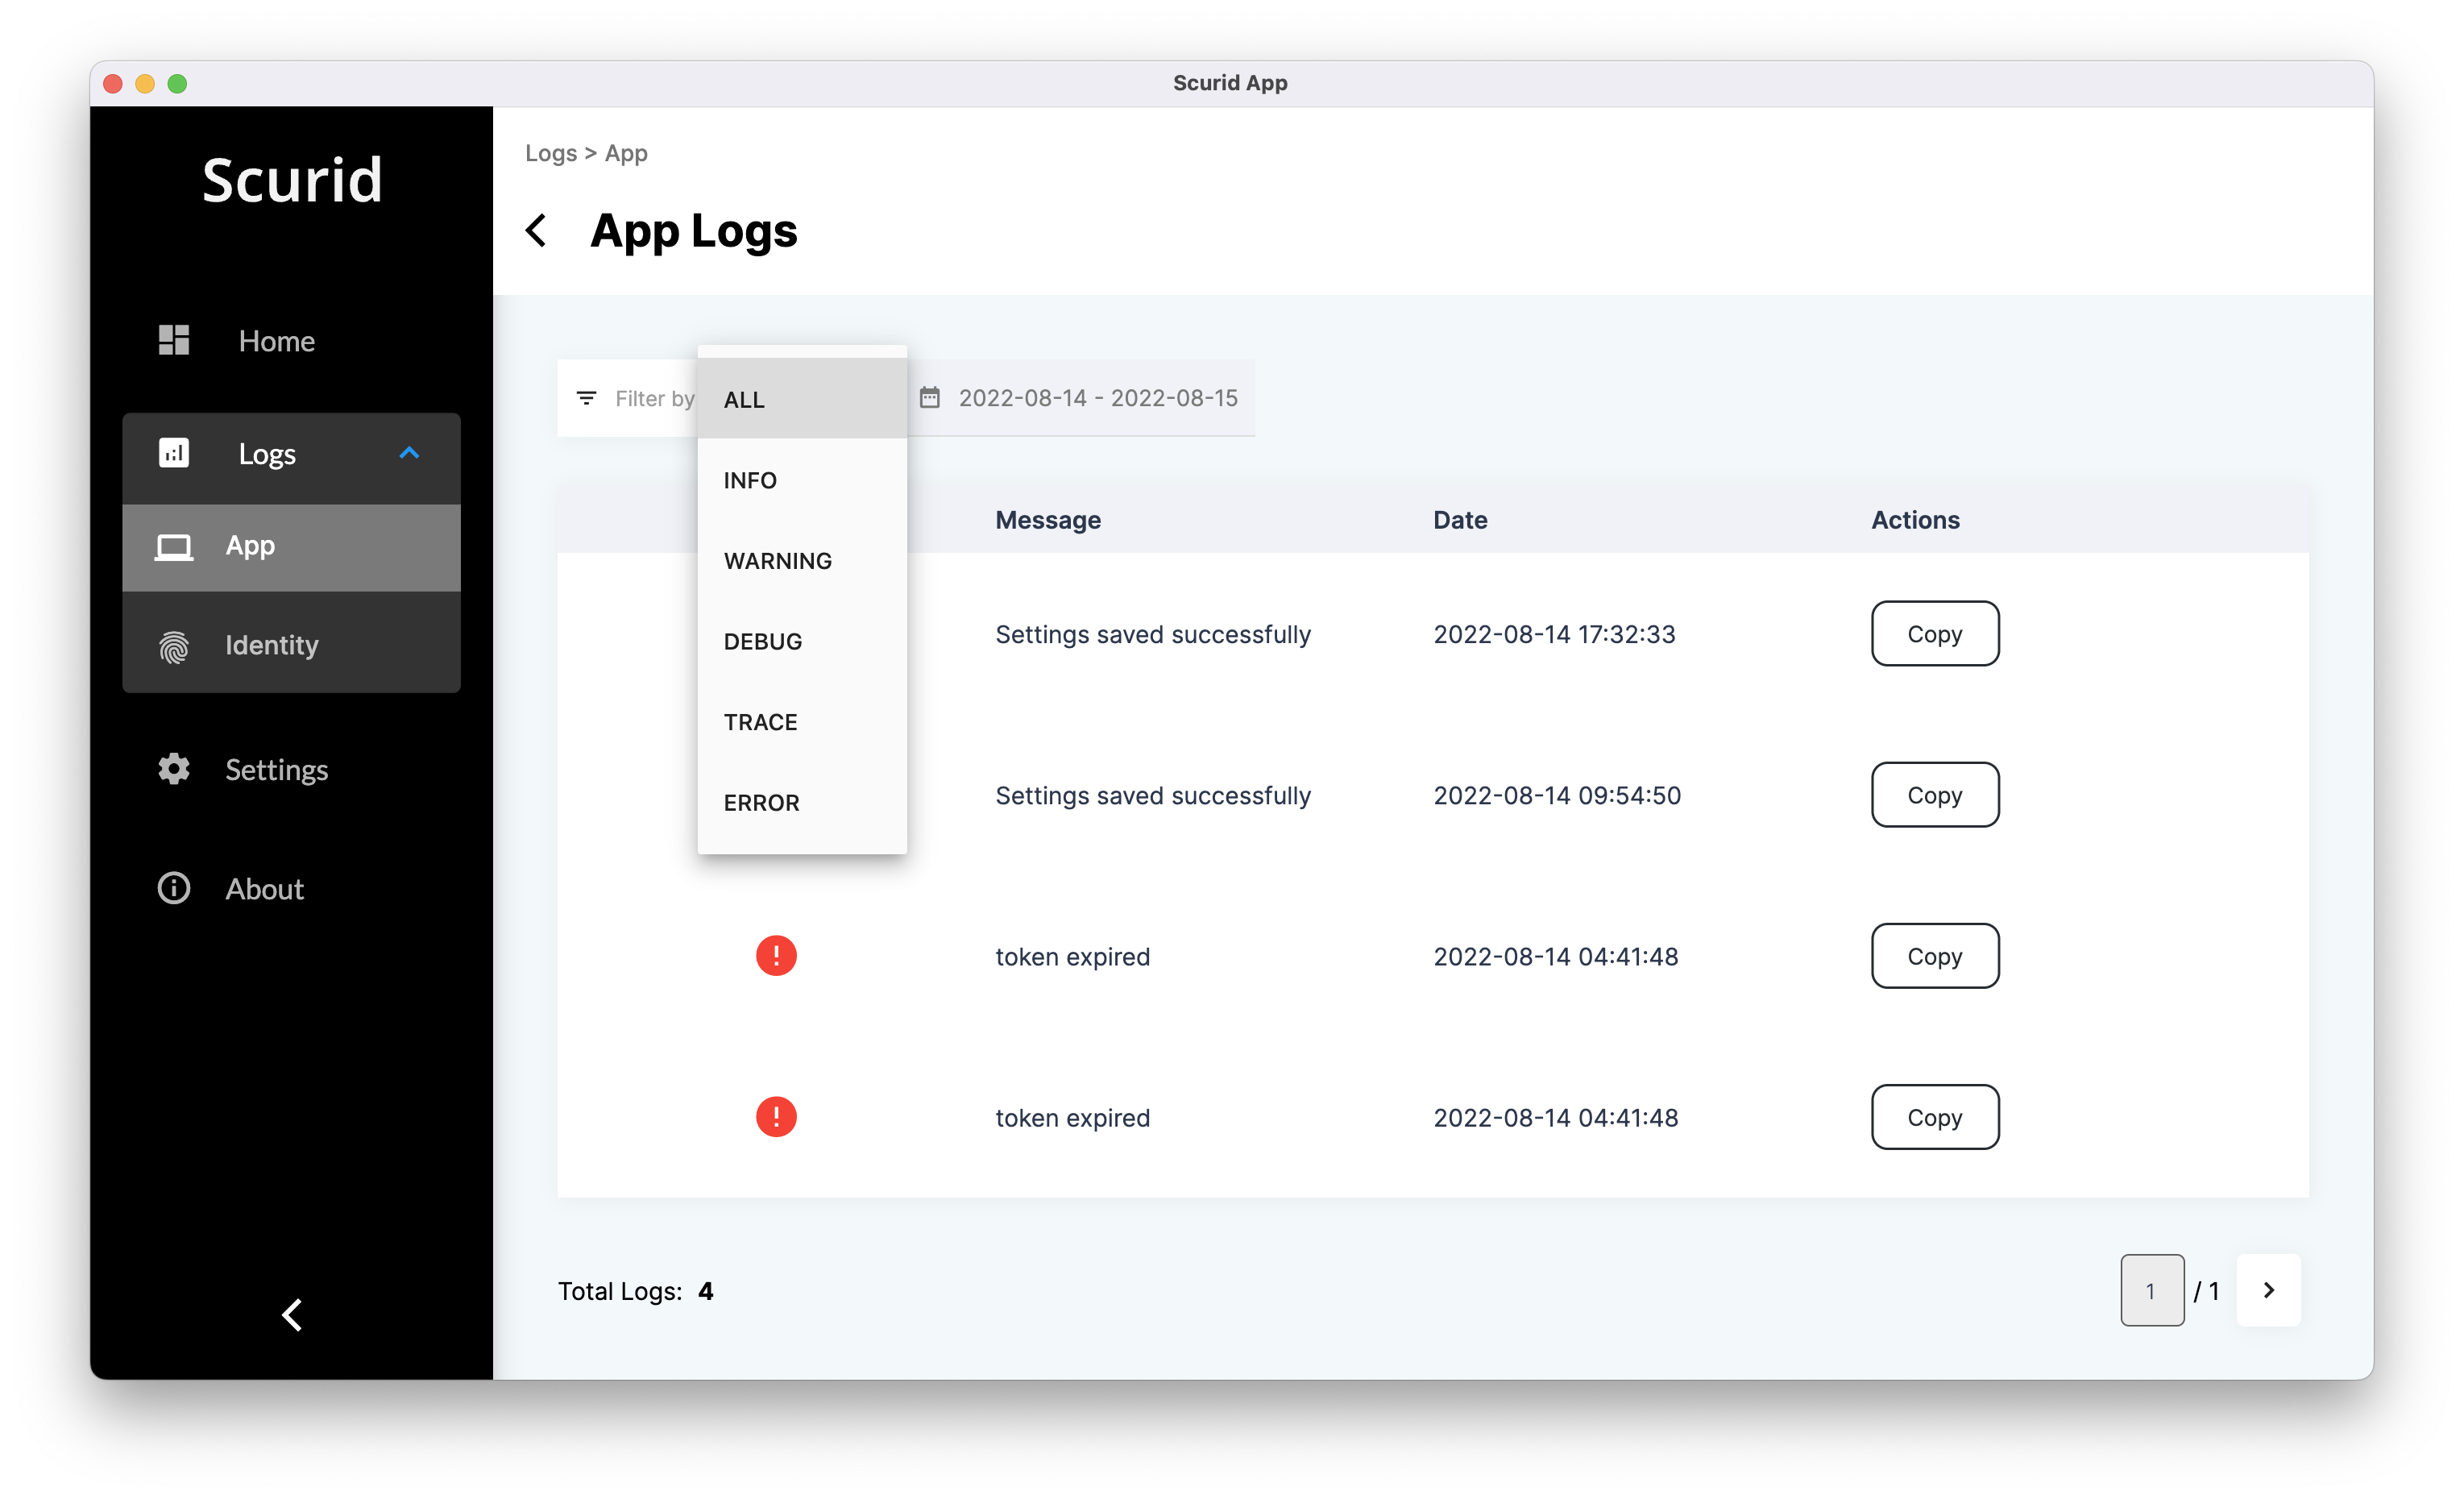 Scurid App
Scurid
Home
Logs
App
Identity
Settings
About
Logs > App
App Logs
Filter by
ALL
INFO
WARNING
DEBUG
TRACE
ERROR
2022-08-14 - 2022-08-15
Message Date Actions
Settings saved successfully 2022-08-14 17:32:33 Copy
Settings saved successfully 2022-08-14 09:54:50 Copy
token expired 2022-08-14 04:41:48 Copy
token expired 2022-08-14 04:41:48 Copy
Total Logs: 4
1 / 1